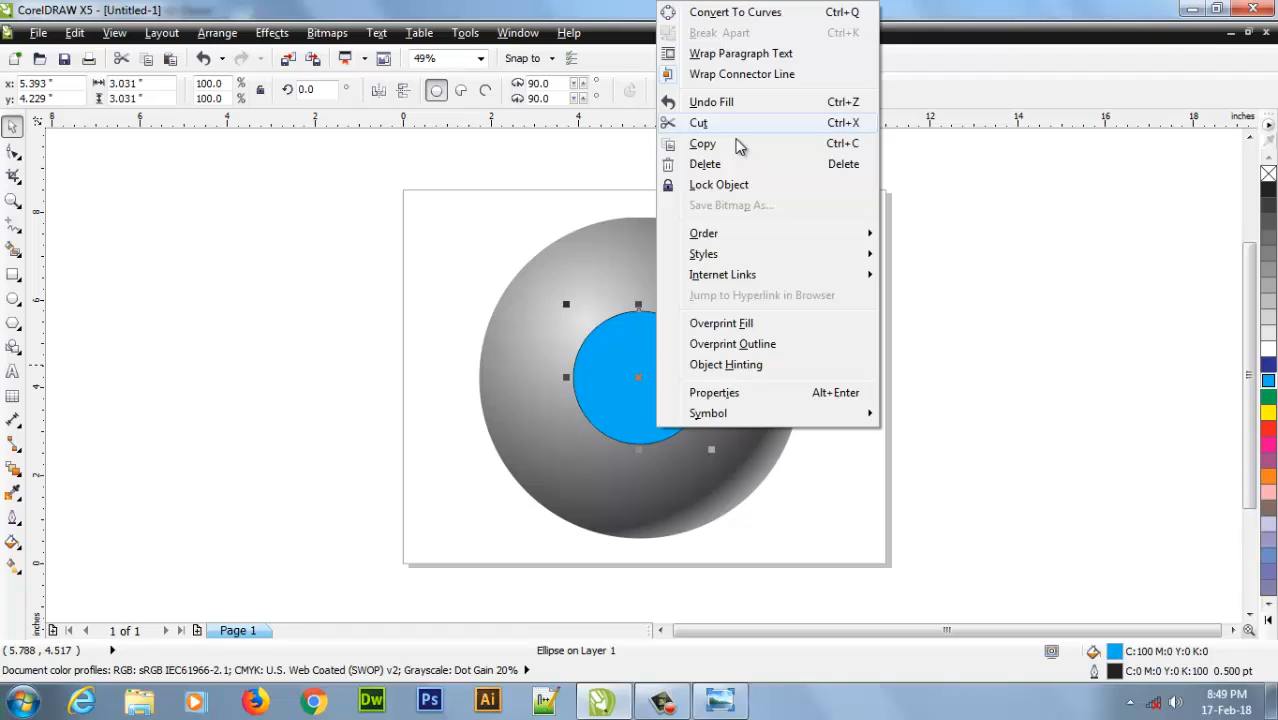 CorelDRAW X5 - [Untitled-1]
File Edit View Layout Arrange Effects Bitmaps Text Table Tools Window Help
49% Snap to
x: 5.393 " 3.031 " 100.0 % 0.0 ° 90.0 °
y: 4.229 " 3.031 " 100.0 % 90.0
8 6 4 2 0 2 4 12 14 16 18 inches
8
6
4
2
0
inches
Convert To Curves Ctrl+Q
Break Apart Ctrl+K
Wrap Paragraph Text
Wrap Connector Line
Undo Fill Ctrl+Z
Cut Ctrl+X
Copy Ctrl+C
Delete Delete
Lock Object
Save Bitmap As...
Order
Styles
Internet Links
Jump to Hyperlink in Browser
Overprint Fill
Overprint Outline
Object Hinting
Properties Alt+Enter
Symbol
1 of 1 Page 1
(5.788 , 4.517) Ellipse on Layer 1 C:100 M:0 Y:0 K:0
Document color profiles: RGB: sRGB IEC61966-2.1; CMYK: U.S. Web Coated (SWOP) v2; Grayscale: Dot Gain 20% C:0 M:0 Y:0 K:100 0.500 pt
Dw Ps Ai
8:49 PM
17-Feb-18